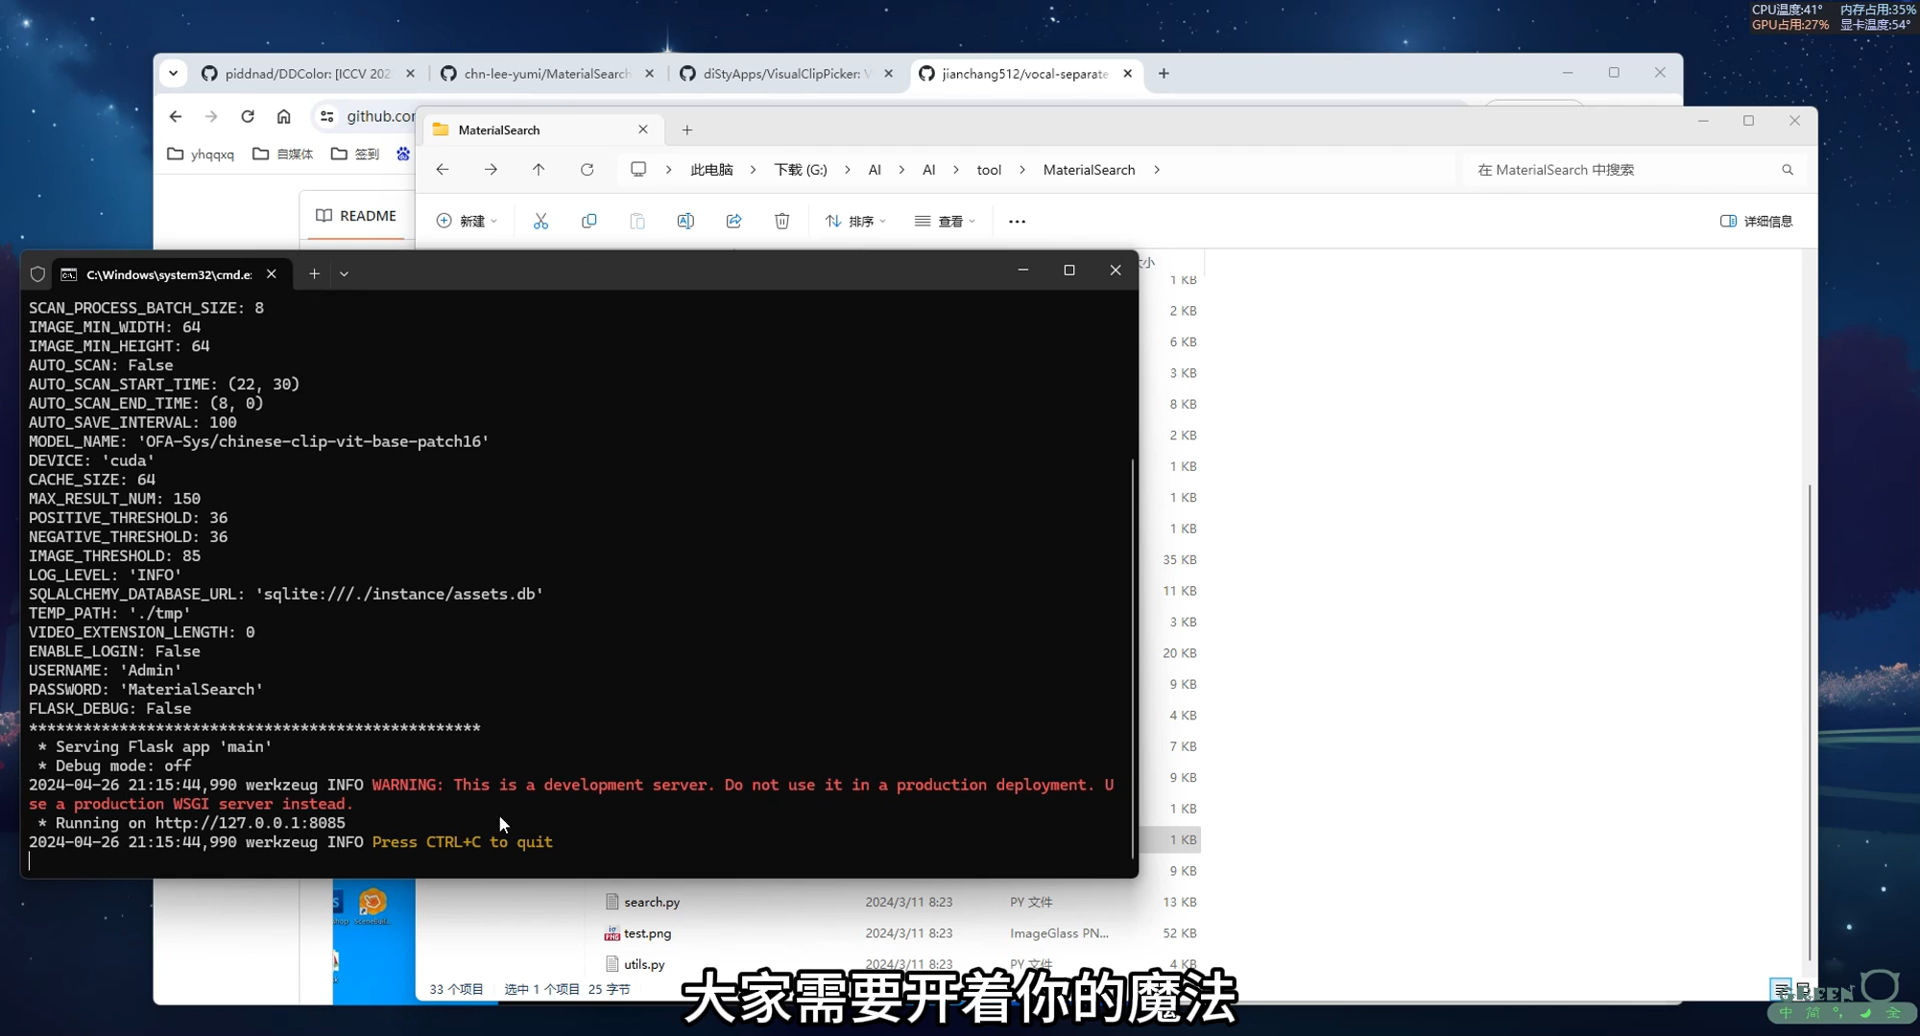 CPU温度:41° 内存占用:35%
GPU占用:27% 显卡温度:54°
piddnad/DDColor: [ICCV 202
chn-lee-yumi/MaterialSearch
diStyApps/VisualClipPicker: V
jianchang512/vocal-separate
github.com
yhqqxq
自媒体
签到
README
MaterialSearch
此电脑 > 下载 (G:) > AI > AI > tool > MaterialSearch >
在 MaterialSearch 中搜索
新建
排序
查看
详细信息
C:\Windows\system32\cmd.e
SCAN_PROCESS_BATCH_SIZE: 8
IMAGE_MIN_WIDTH: 64
IMAGE_MIN_HEIGHT: 64
AUTO_SCAN: False
AUTO_SCAN_START_TIME: (22, 30)
AUTO_SCAN_END_TIME: (8, 0)
AUTO_SAVE_INTERVAL: 100
MODEL_NAME: 'OFA-Sys/chinese-clip-vit-base-patch16'
DEVICE: 'cuda'
CACHE_SIZE: 64
MAX_RESULT_NUM: 150
POSITIVE_THRESHOLD: 36
NEGATIVE_THRESHOLD: 36
IMAGE_THRESHOLD: 85
LOG_LEVEL: 'INFO'
SQLALCHEMY_DATABASE_URL: 'sqlite:///./instance/assets.db'
TEMP_PATH: './tmp'
VIDEO_EXTENSION_LENGTH: 0
ENABLE_LOGIN: False
USERNAME: 'Admin'
PASSWORD: 'MaterialSearch'
FLASK_DEBUG: False
**************************************************
* Serving Flask app 'main'
* Debug mode: off
2024-04-26 21:15:44,990 werkzeug INFO WARNING: This is a development server. Do not use it in a production deployment. U
se a production WSGI server instead.
* Running on http://127.0.0.1:8085
2024-04-26 21:15:44,990 werkzeug INFO Press CTRL+C to quit
大小
1 KB
2 KB
6 KB
3 KB
8 KB
2 KB
1 KB
1 KB
1 KB
35 KB
11 KB
3 KB
20 KB
9 KB
4 KB
7 KB
9 KB
1 KB
1 KB
9 KB
search.py 2024/3/11 8:23 PY 文件 13 KB
test.png 2024/3/11 8:23 ImageGlass PN... 52 KB
utils.py 2024/3/11 8:23 PY 文件 4 KB
33 个项目 选中 1 个项目 25 字节
大家需要开着你的魔法
GREEN
中 简 全